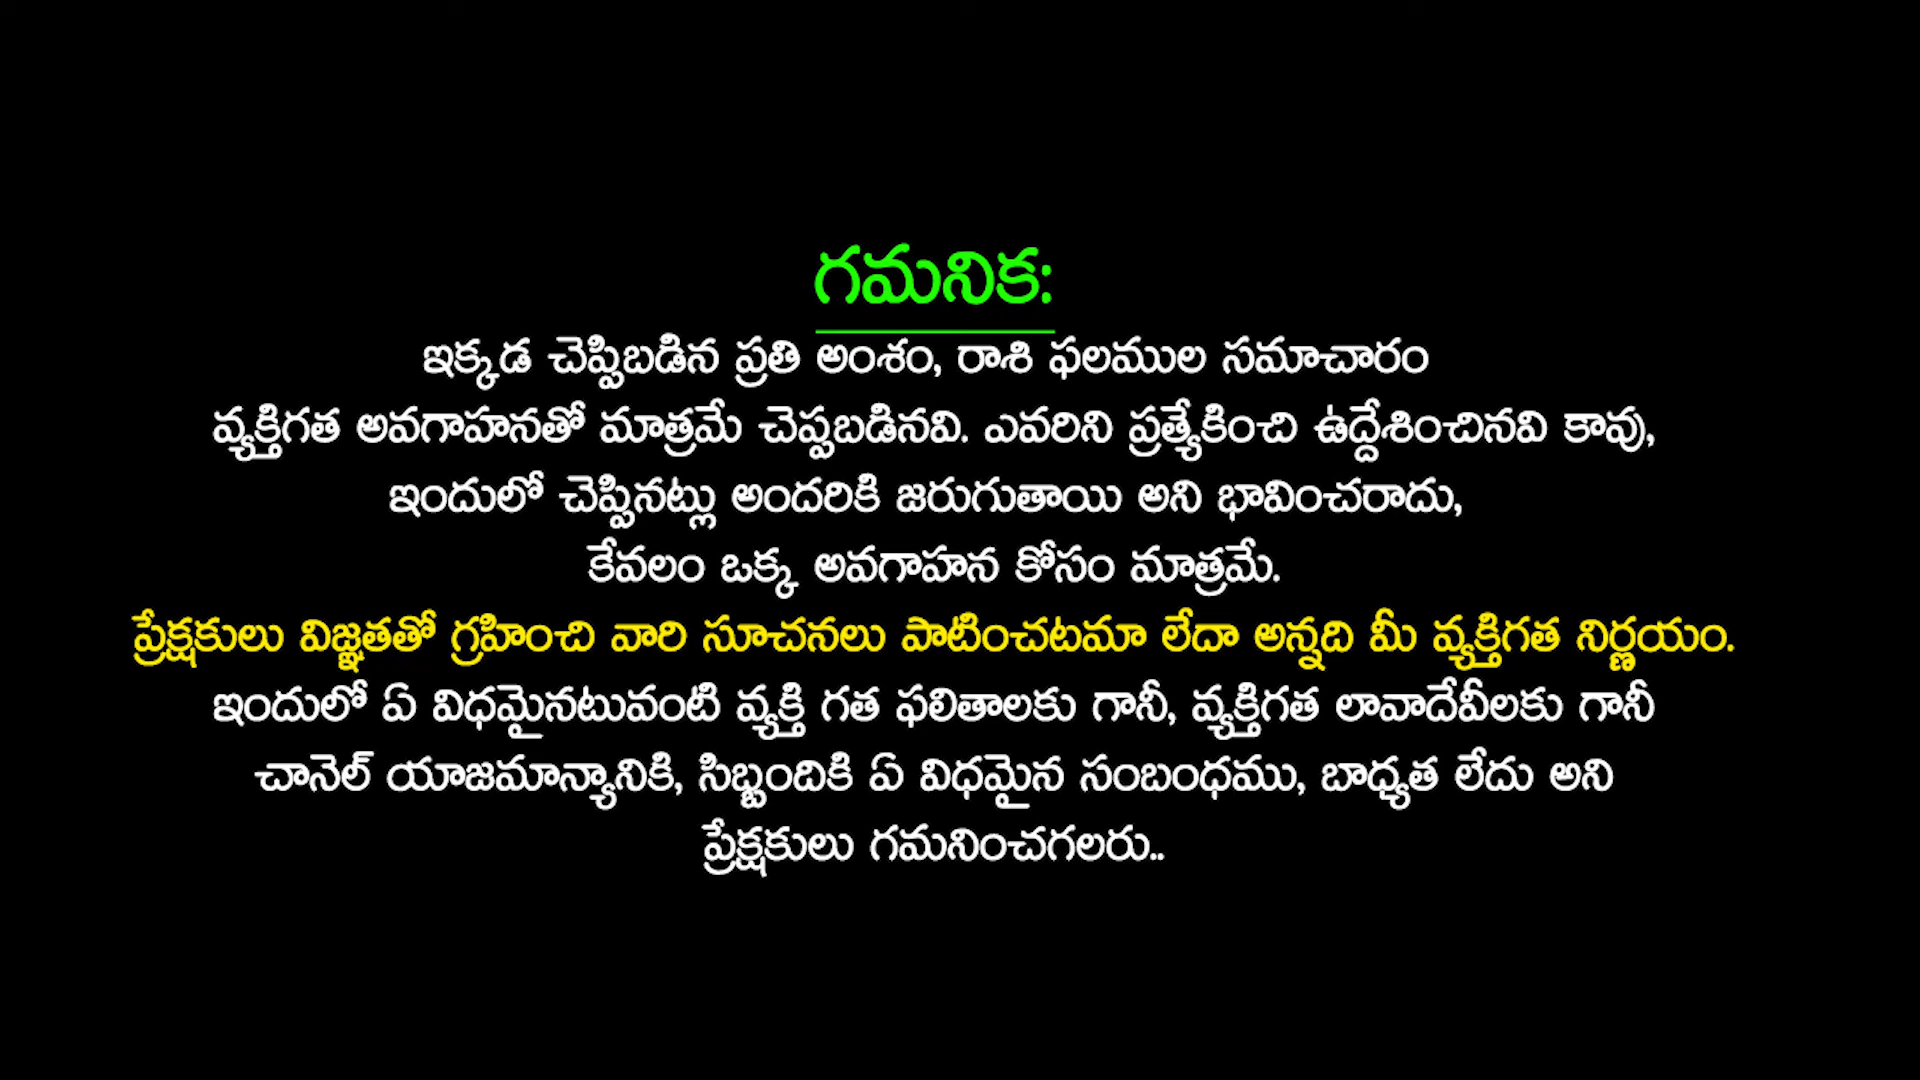 గమనిక:
ఇక్కడ చెప్పిబడిన ప్రతి అంశం, రాశి ఫలముల సమాచారం
వ్యక్తిగత అవగాహనతో మాత్రమే చెప్పబడినవి. ఎవరిని ప్రత్యేకించి ఉద్దేశించినవి కావు,
ఇందులో చెప్పినట్లు అందరికి జరుగుతాయి అని భావించరాదు,
కేవలం ఒక్క అవగాహన కోసం మాత్రమే.
ప్రేక్షకులు విజ్ఞతతో గ్రహించి వారి సూచనలు పాటించటమా లేదా అన్నది మీ వ్యక్తిగత నిర్ణయం.
ఇందులో ఏ విధమైనటువంటి వ్యక్తి గత ఫలితాలకు గానీ, వ్యక్తిగత లావాదేవీలకు గానీ
చానెల్ యాజమాన్యానికి, సిబ్బందికి ఏ విధమైన సంబంధము, బాధ్యత లేదు అని
ప్రేక్షకులు గమనించగలరు..